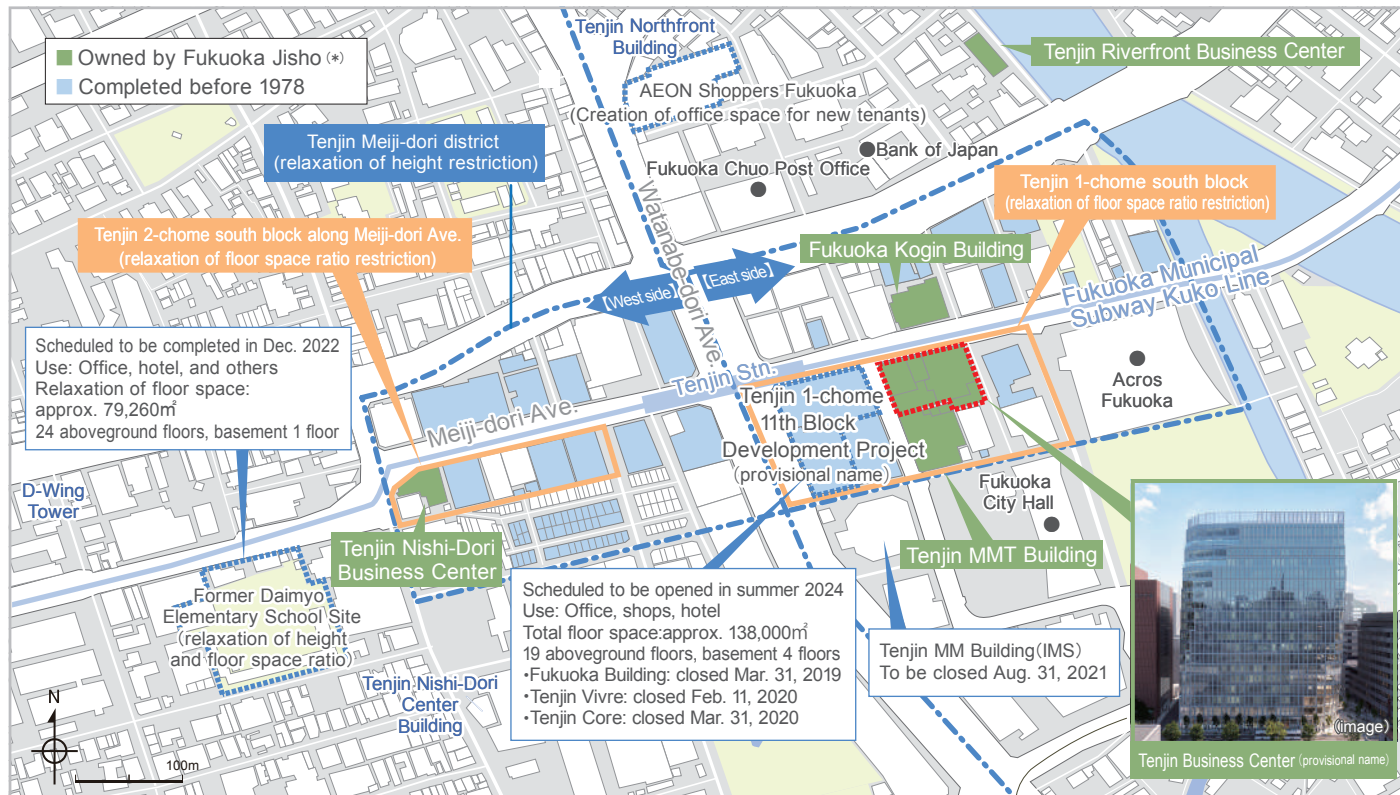 Owned by Fukuoka Jisho (*)
Completed before 1978
Tenjin Northfront
Building
AEON Shoppers Fukuoka
(Creation of office space for new tenants)
Tenjin Riverfront Business Center
Tenjin Meiji-dori district
(relaxation of height restriction)
Bank of Japan
Fukuoka Chuo Post Office
Tenjin 1-chome south block
(relaxation of floor space ratio restriction)
Tenjin 2-chome south block along Meiji-dori Ave.
(relaxation of floor space ratio restriction)
Watanabedori Ave.
【West side】
【East side】
Fukuoka Kogin Building
Fukuoka Municipal
Subway Kuko Line
Scheduled to be completed in Dec. 2022
Use: Office, hotel, and others
Relaxation of floor space:
approx. 79,260㎡
24 aboveground floors, basement 1 floor
Meiji-dori Ave.
Tenjin Stn.
Acros
Fukuoka
Tenjin 1-chome
11th Block
Development Project
(provisional name)
D-Wing
Tower
Fukuoka
City Hall
Tenjin Nishi-Dori
Business Center
Tenjin MMT Building
Former Daimyo
Elementary School Site
(relaxation of height
and floor space ratio)
Scheduled to be opened in summer 2024
Use: Office, shops, hotel
Total floor space:approx. 138,000㎡
19 aboveground floors, basement 4 floors
・Fukuoka Building: closed Mar. 31, 2019
・Tenjin Vivre: closed Feb. 11, 2020
・Tenjin Core: closed Mar. 31, 2020
Tenjin MM Building(IMS)
To be closed Aug. 31, 2021
Tenjin Nishi-Dori
Center
Building
N
100m
(image)
Tenjin Business Center (provisional name)